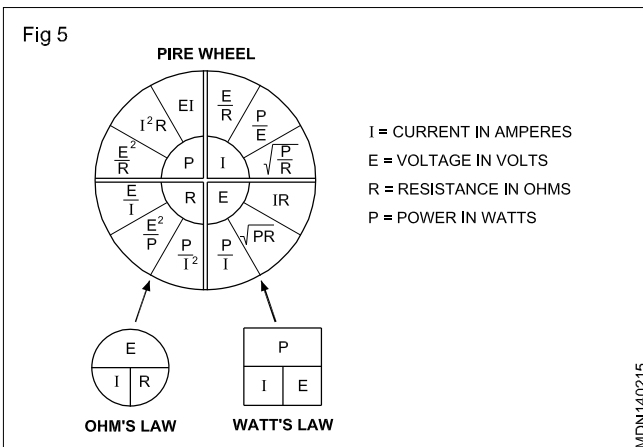 Fig 5
PIRE WHEEL
EI
I²R
E²/R
P
E/R
P/E
√(P/R)
I
E/I
E²/P
P/I²
R
IR
√PR
P/I
E
I = CURRENT IN AMPERES
E = VOLTAGE IN VOLTS
R = RESISTANCE IN OHMS
P = POWER IN WATTS
E
I R
OHM'S LAW
P
I E
WATT'S LAW
MDN140215